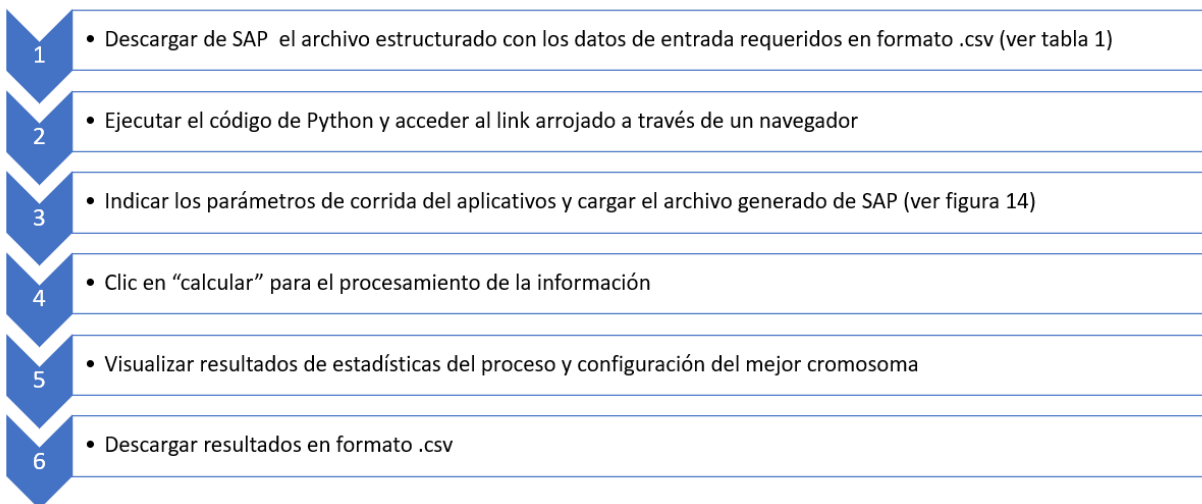 1
• Descargar de SAP el archivo estructurado con los datos de entrada requeridos en formato .csv (ver tabla 1)
2
• Ejecutar el código de Python y acceder al link arrojado a través de un navegador
3
• Indicar los parámetros de corrida del aplicativos y cargar el archivo generado de SAP (ver figura 14)
4
• Clic en “calcular” para el procesamiento de la información
5
• Visualizar resultados de estadísticas del proceso y configuración del mejor cromosoma
6
• Descargar resultados en formato .csv